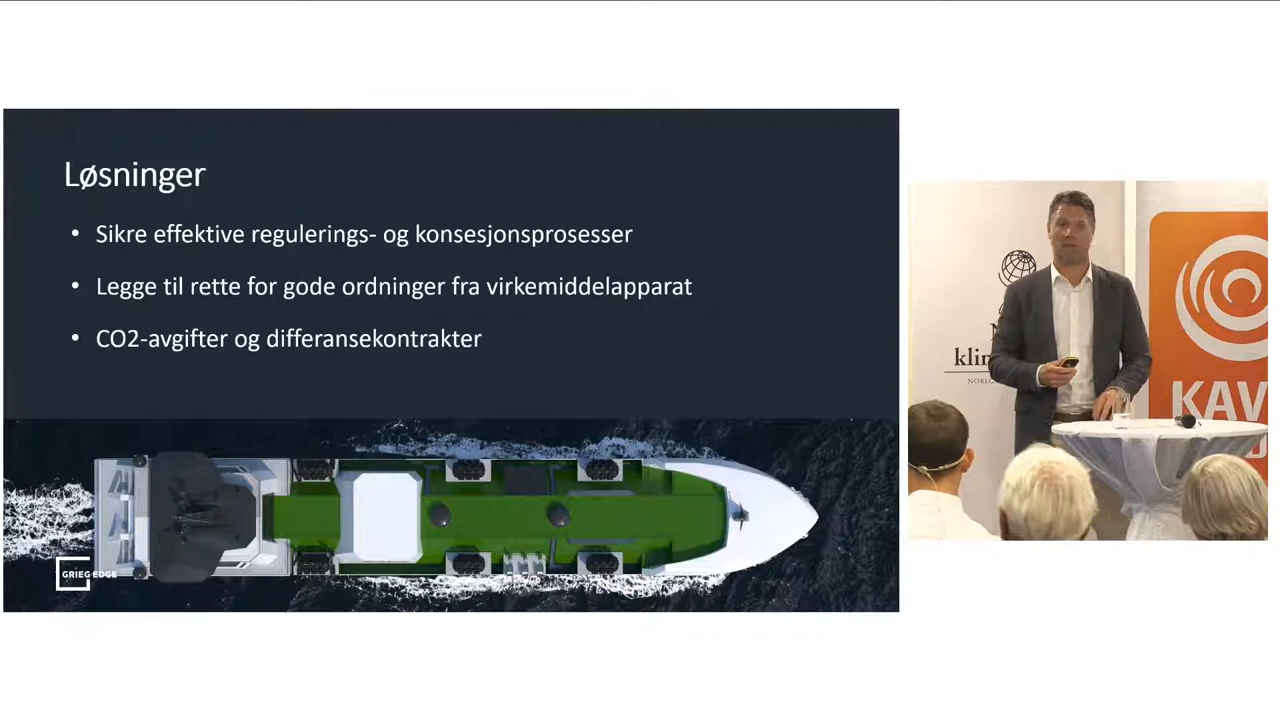 Løsninger
• Sikre effektive regulerings- og konsesjonsprosesser
• Legge til rette for gode ordninger fra virkemiddelapparat
• CO2-avgifter og differansekontrakter
GRIEG EDGE
KAV